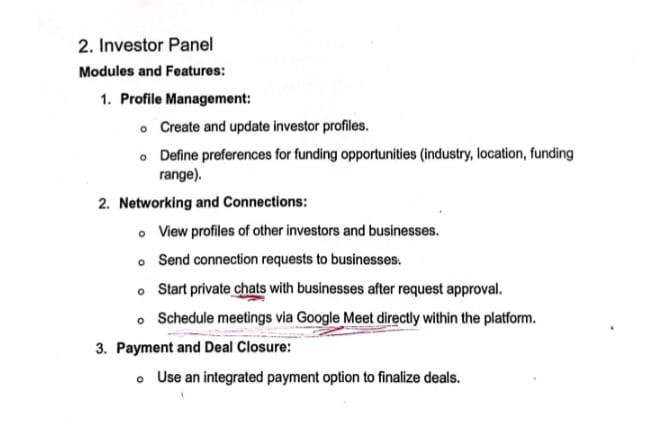 2. Investor Panel
Modules and Features:
1. Profile Management:
o Create and update investor profiles.
o Define preferences for funding opportunities (industry, location, funding
range).
2. Networking and Connections:
o View profiles of other investors and businesses.
o Send connection requests to businesses.
o Start private chats with businesses after request approval.
o Schedule meetings via Google Meet directly within the platform.
3. Payment and Deal Closure:
o Use an integrated payment option to finalize deals.